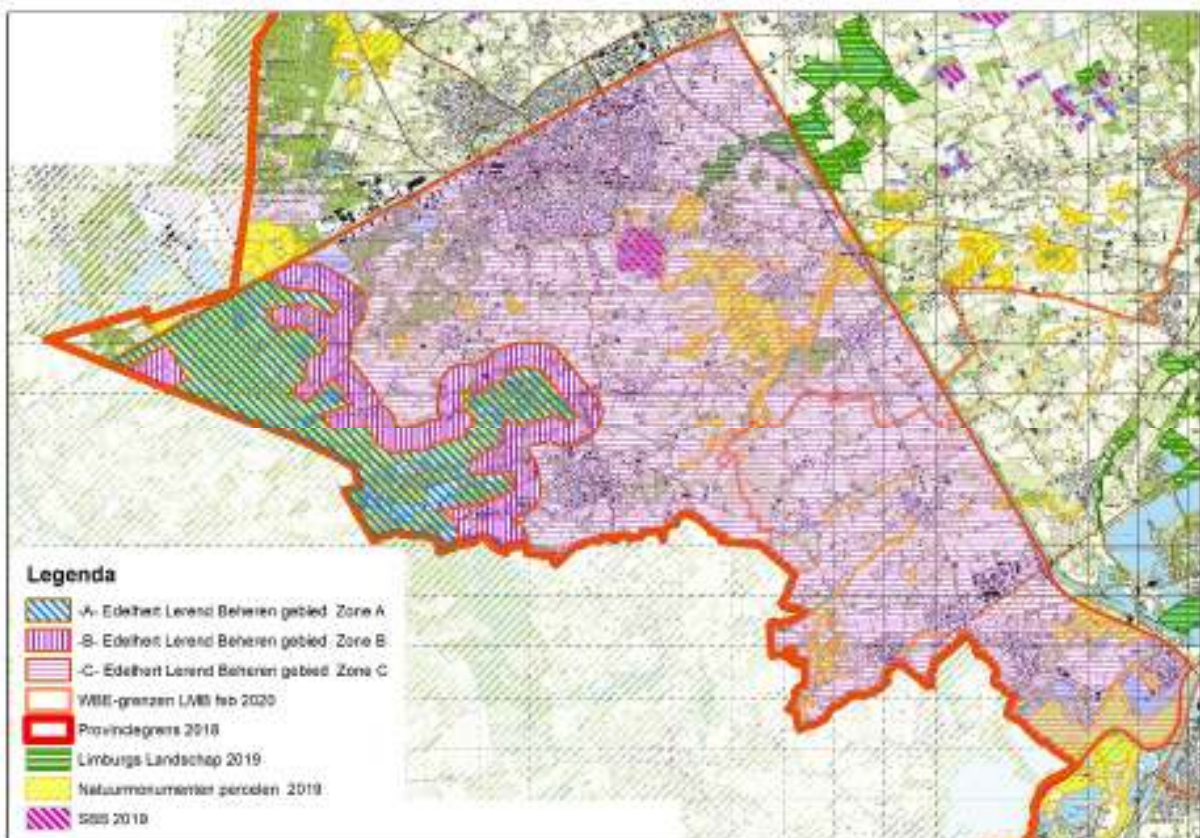 Legenda
-A- Edelhert Lerend Beheren gebied Zone A
-B- Edelhert Lerend Beheren gebied Zone B
-C- Edelhert Lerend Beheren gebied Zone C
WBE-grenzen LMB feb 2020
Provinciegrens 2018
Limburgs Landschap 2019
Natuurmonumenten percelen 2019
SBB 2019